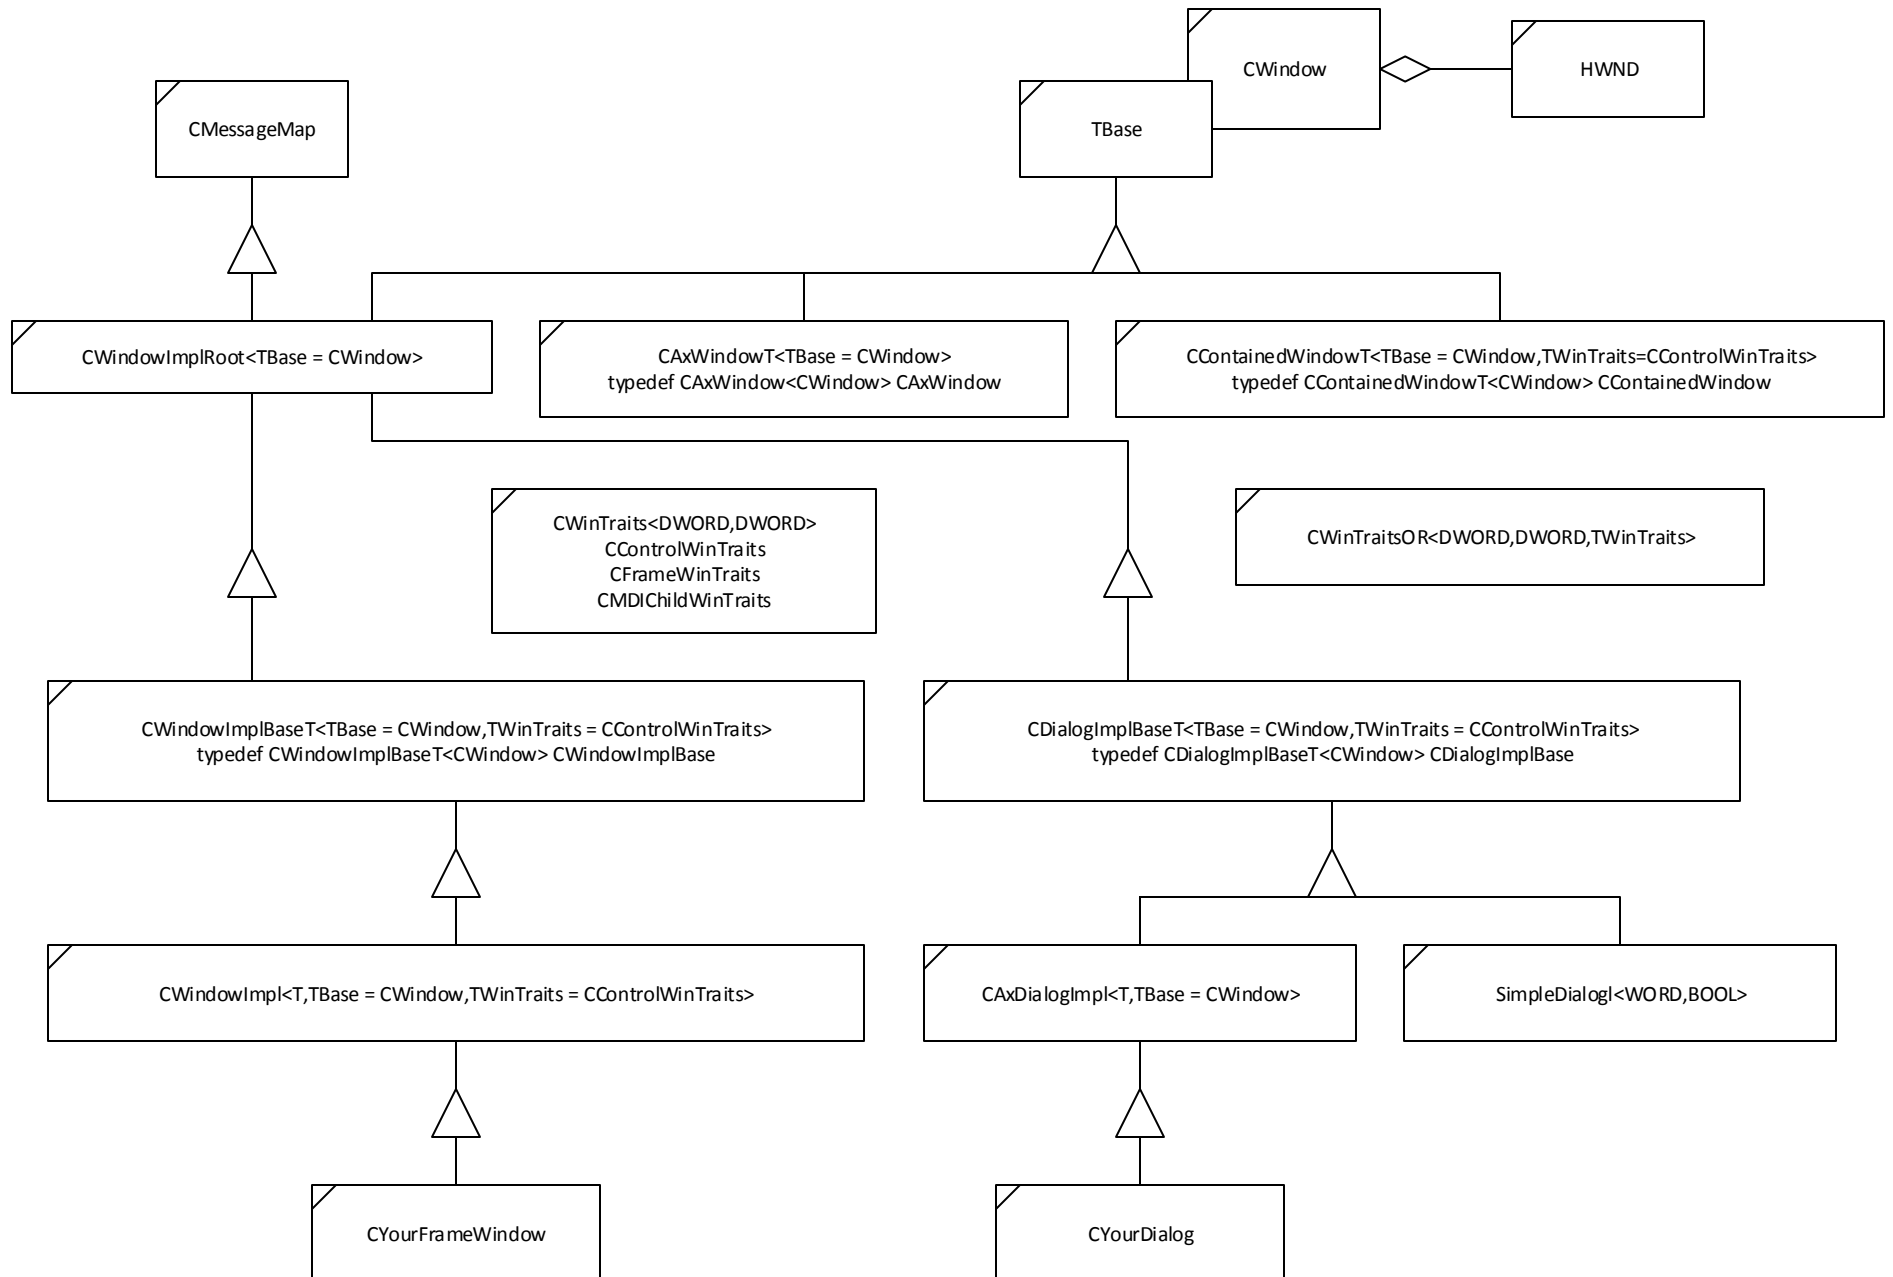 CWindow
HWND
CMessageMap
TBase
CWindowImplRoot<TBase = CWindow>
CAxWindowT<TBase = CWindow>
typedef CAxWindow<CWindow> CAxWindow
CContainedWindowT<TBase = CWindow,TWinTraits=CControlWinTraits>
typedef CContainedWindowT<CWindow> CContainedWindow
CWinTraits<DWORD,DWORD>
CControlWinTraits
CFrameWinTraits
CMDIChildWinTraits
CWinTraitsOR<DWORD,DWORD,TWinTraits>
CWindowImplBaseT<TBase = CWindow,TWinTraits = CControlWinTraits>
typedef CWindowImplBaseT<CWindow> CWindowImplBase
CDialogImplBaseT<TBase = CWindow,TWinTraits = CControlWinTraits>
typedef CDialogImplBaseT<CWindow> CDialogImplBase
CWindowImpl<T,TBase = CWindow,TWinTraits = CControlWinTraits>
CAxDialogImpl<T,TBase = CWindow>
SimpleDialogl<WORD,BOOL>
CYourFrameWindow
CYourDialog